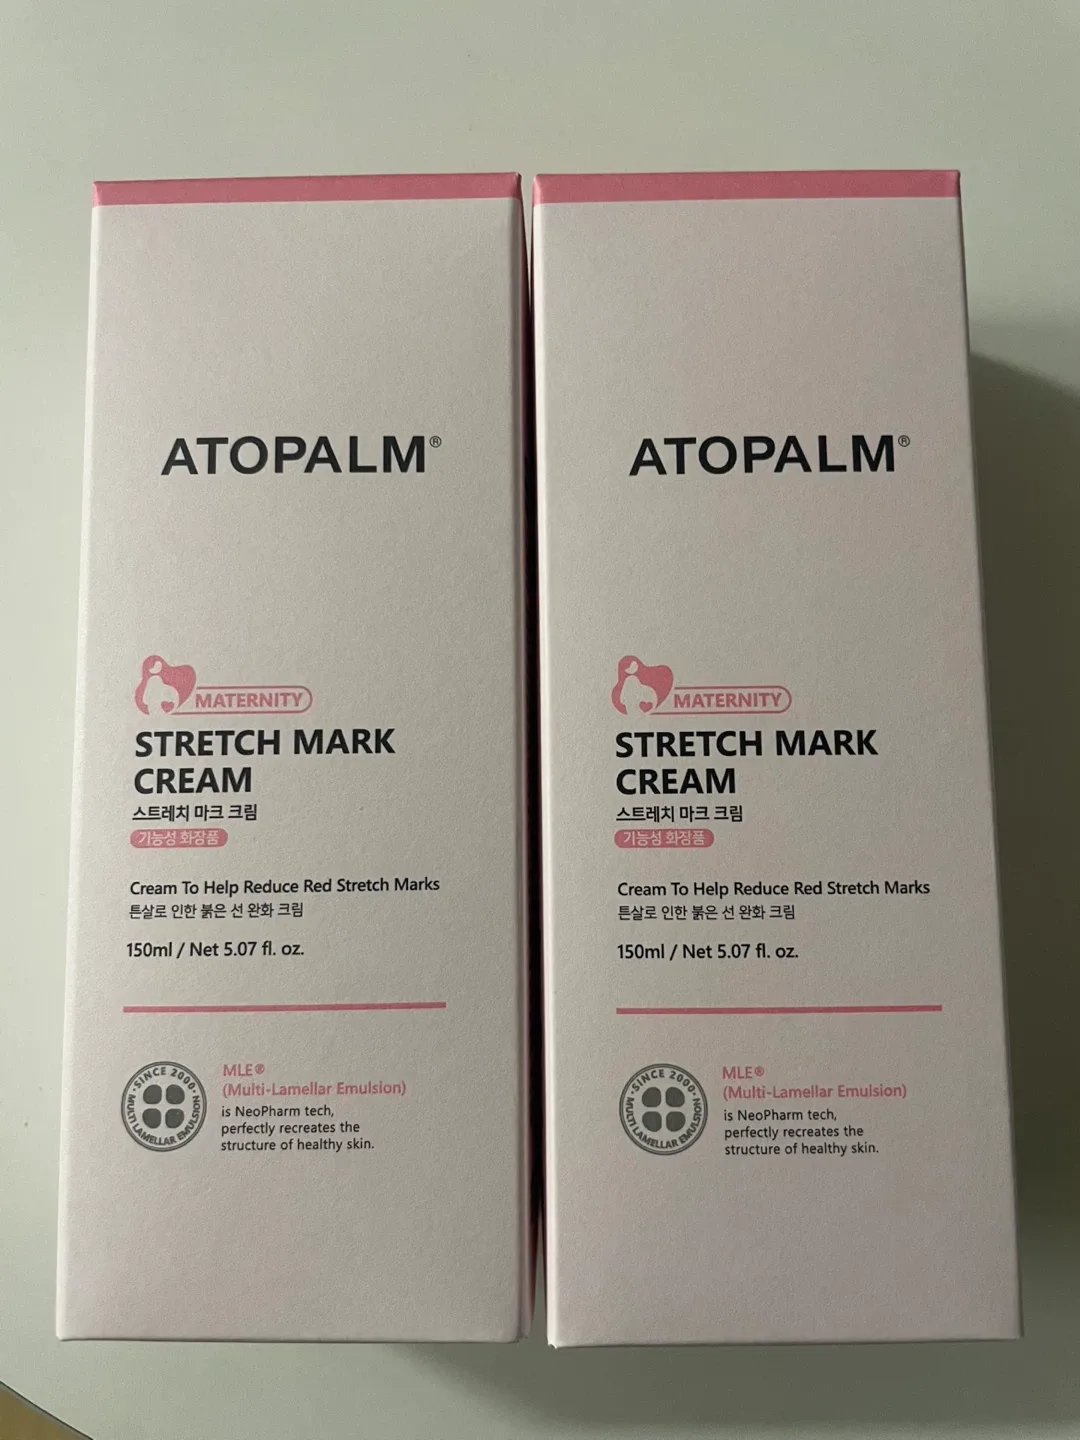 ATOPALM®
MATERNITY
STRETCH MARK
CREAM
스트레치 마크 크림
기능성 화장품
Cream To Help Reduce Red Stretch Marks
튼살로 인한 붉은 선 완화 크림
150ml / Net 5.07 fl. oz.
·SINCE 2000·
MULTI LAMELLAR EMULSION
MLE®
(Multi-Lamellar Emulsion)
is NeoPharm tech,
perfectly recreates the
structure of healthy skin.
ATOPALM®
MATERNITY
STRETCH MARK
CREAM
스트레치 마크 크림
기능성 화장품
Cream To Help Reduce Red Stretch Marks
튼살로 인한 붉은 선 완화 크림
150ml / Net 5.07 fl. oz.
·SINCE 2000·
MULTI LAMELLAR EMULSION
MLE®
(Multi-Lamellar Emulsion)
is NeoPharm tech,
perfectly recreates the
structure of healthy skin.